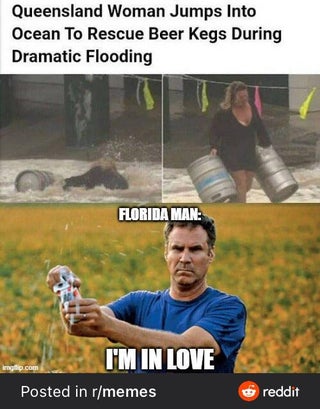 Queensland Woman Jumps Into
Ocean To Rescue Beer Kegs During
Dramatic Flooding
FLORIDA MAN:
I'M IN LOVE
imgflip.com
Posted in r/memes
reddit